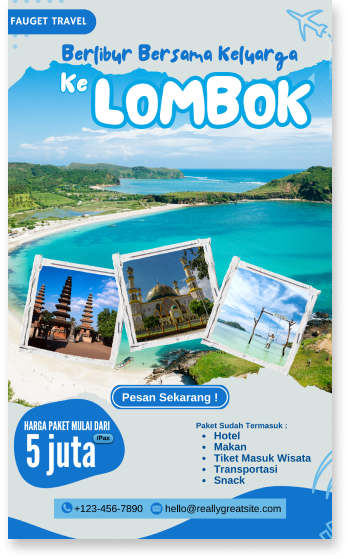 FAUGET TRAVEL
Berlibur Bersama Keluarga
Ke LOMBOK
Pesan Sekarang !
HARGA PAKET MULAI DARI
5 juta /Pax
Paket Sudah Termasuk :
• Hotel
• Makan
• Tiket Masuk Wisata
• Transportasi
• Snack
+123-456-7890 hello@reallygreatsite.com